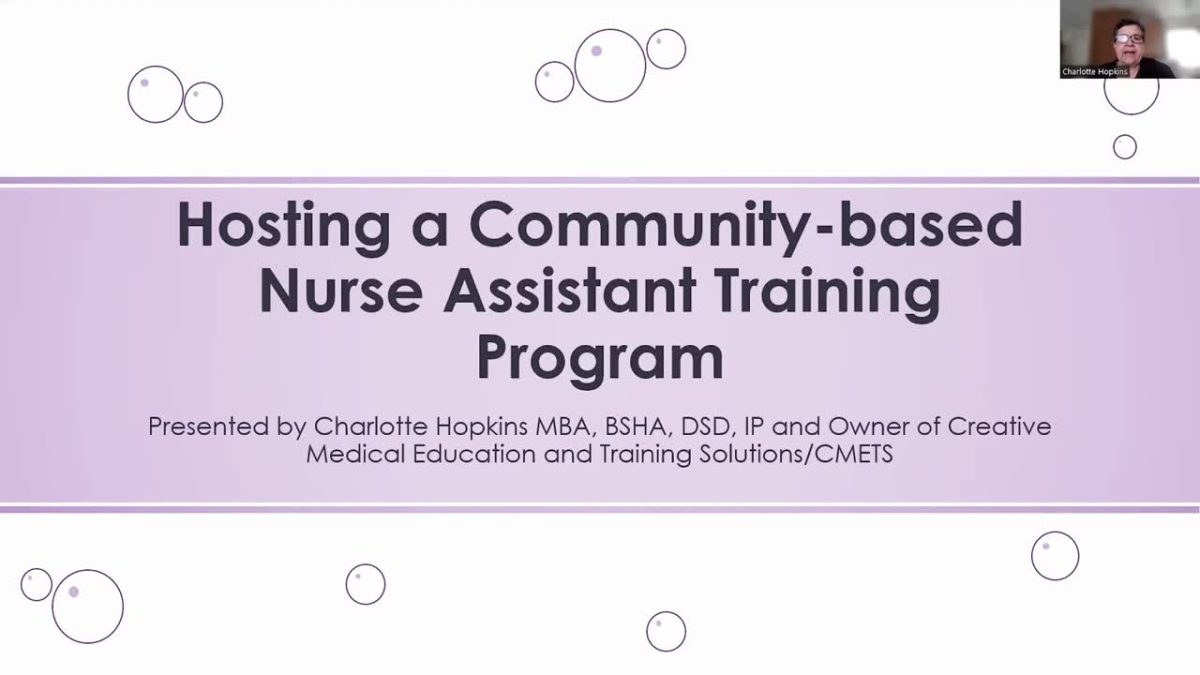 Charlotte Hopkins
Hosting a Community-based
Nurse Assistant Training
Program
Presented by Charlotte Hopkins MBA, BSHA, DSD, IP and Owner of Creative
Medical Education and Training Solutions/CMETS